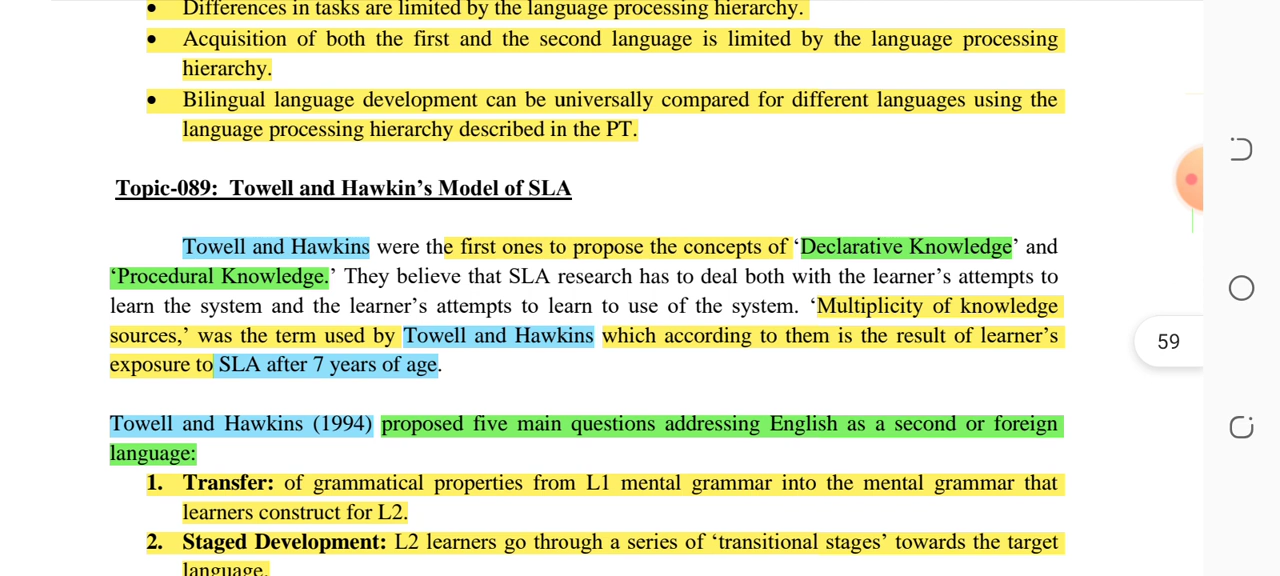 • Differences in tasks are limited by the language processing hierarchy.
• Acquisition of both the first and the second language is limited by the language processing
hierarchy.
• Bilingual language development can be universally compared for different languages using the
language processing hierarchy described in the PT.
Topic-089: Towell and Hawkin’s Model of SLA
Towell and Hawkins were the first ones to propose the concepts of ‘Declarative Knowledge’ and
‘Procedural Knowledge.’ They believe that SLA research has to deal both with the learner’s attempts to
learn the system and the learner’s attempts to learn to use of the system. ‘Multiplicity of knowledge
sources,’ was the term used by Towell and Hawkins which according to them is the result of learner’s
exposure to SLA after 7 years of age.
59
Towell and Hawkins (1994) proposed five main questions addressing English as a second or foreign
language:
1. Transfer: of grammatical properties from L1 mental grammar into the mental grammar that
learners construct for L2.
2. Staged Development: L2 learners go through a series of ‘transitional stages’ towards the target
language.